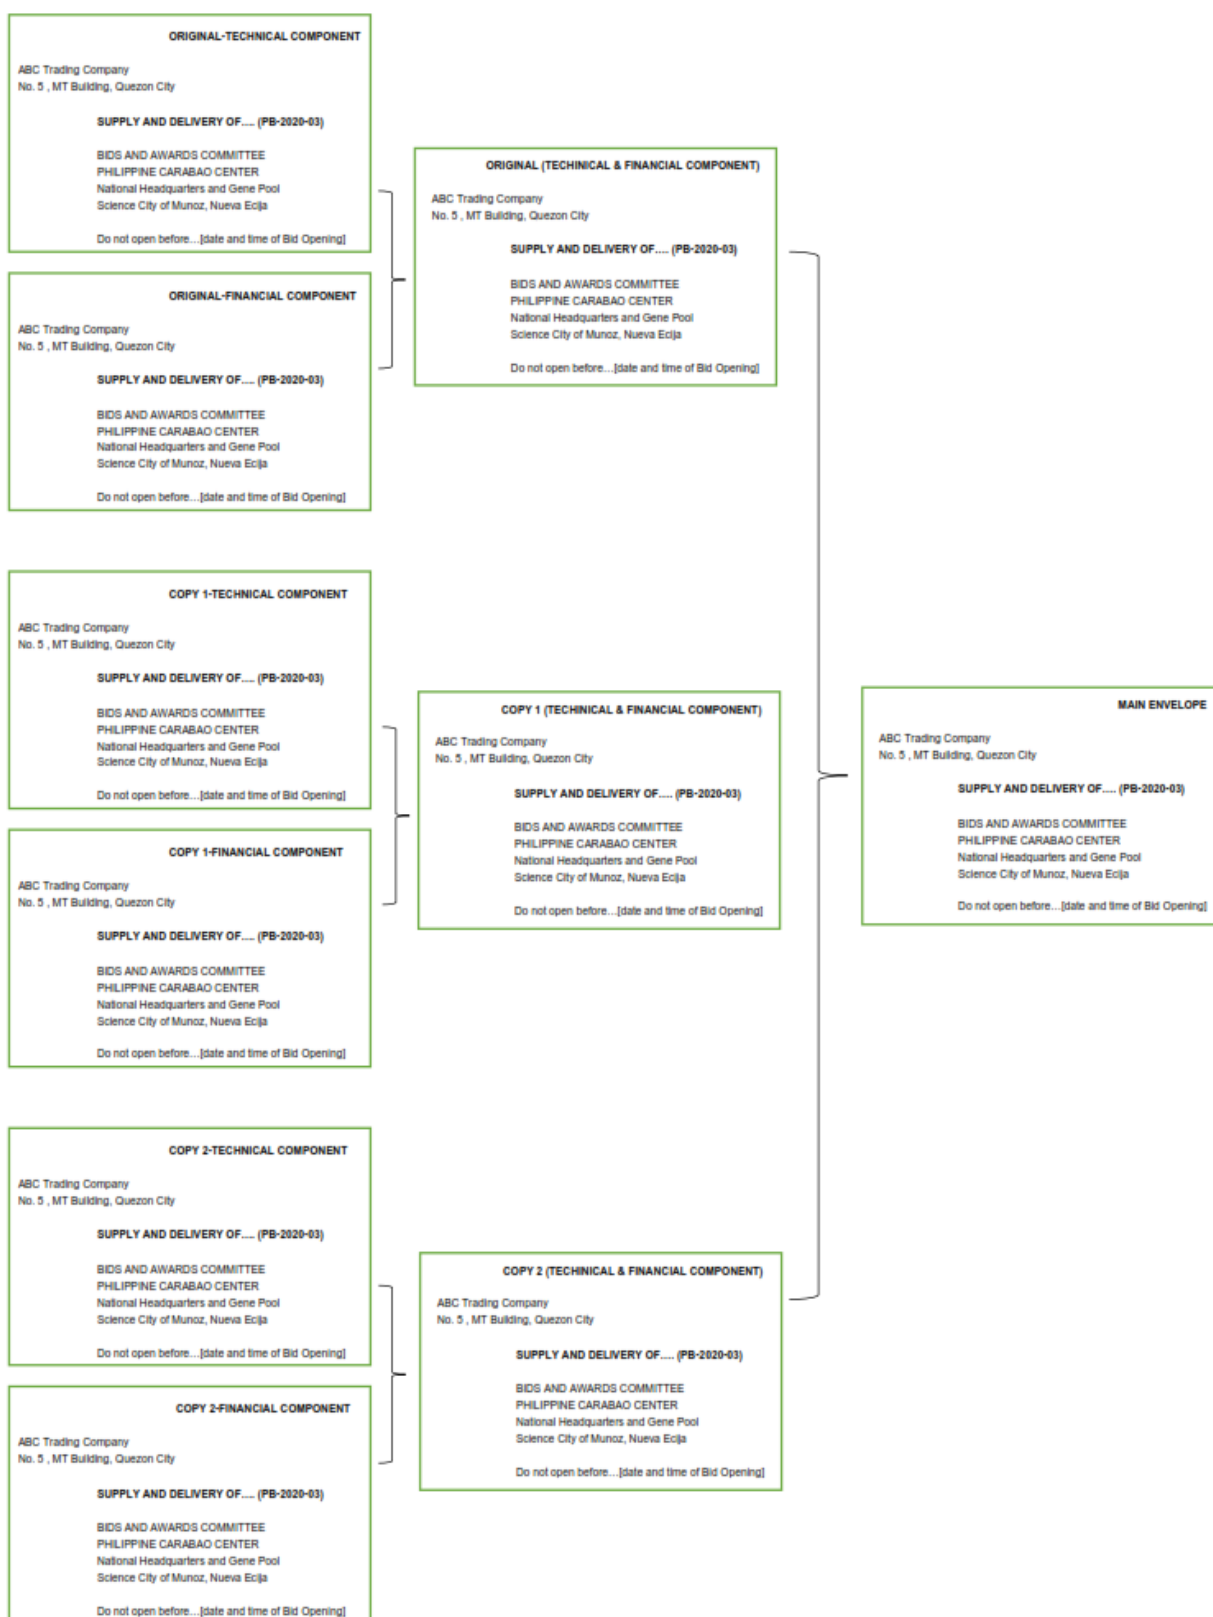 ORIGINAL-TECHNICAL COMPONENT
ABC Trading Company
No. 5 , MT Building, Quezon City
SUPPLY AND DELIVERY OF.... (PB-2020-03)
BIDS AND AWARDS COMMITTEE
PHILIPPINE CARABAO CENTER
National Headquarters and Gene Pool
Science City of Munoz, Nueva Ecija
Do not open before...[date and time of Bid Opening]
ORIGINAL-FINANCIAL COMPONENT
ABC Trading Company
No. 5 , MT Building, Quezon City
SUPPLY AND DELIVERY OF.... (PB-2020-03)
BIDS AND AWARDS COMMITTEE
PHILIPPINE CARABAO CENTER
National Headquarters and Gene Pool
Science City of Munoz, Nueva Ecija
Do not open before...[date and time of Bid Opening]
ORIGINAL (TECHINICAL & FINANCIAL COMPONENT)
ABC Trading Company
No. 5 , MT Building, Quezon City
SUPPLY AND DELIVERY OF.... (PB-2020-03)
BIDS AND AWARDS COMMITTEE
PHILIPPINE CARABAO CENTER
National Headquarters and Gene Pool
Science City of Munoz, Nueva Ecija
Do not open before...[date and time of Bid Opening]
COPY 1-TECHNICAL COMPONENT
ABC Trading Company
No. 5 , MT Building, Quezon City
SUPPLY AND DELIVERY OF.... (PB-2020-03)
BIDS AND AWARDS COMMITTEE
PHILIPPINE CARABAO CENTER
National Headquarters and Gene Pool
Science City of Munoz, Nueva Ecija
Do not open before...[date and time of Bid Opening]
COPY 1-FINANCIAL COMPONENT
ABC Trading Company
No. 5 , MT Building, Quezon City
SUPPLY AND DELIVERY OF.... (PB-2020-03)
BIDS AND AWARDS COMMITTEE
PHILIPPINE CARABAO CENTER
National Headquarters and Gene Pool
Science City of Munoz, Nueva Ecija
Do not open before...[date and time of Bid Opening]
COPY 1 (TECHINICAL & FINANCIAL COMPONENT)
ABC Trading Company
No. 5 , MT Building, Quezon City
SUPPLY AND DELIVERY OF.... (PB-2020-03)
BIDS AND AWARDS COMMITTEE
PHILIPPINE CARABAO CENTER
National Headquarters and Gene Pool
Science City of Munoz, Nueva Ecija
Do not open before...[date and time of Bid Opening]
MAIN ENVELOPE
ABC Trading Company
No. 5 , MT Building, Quezon City
SUPPLY AND DELIVERY OF.... (PB-2020-03)
BIDS AND AWARDS COMMITTEE
PHILIPPINE CARABAO CENTER
National Headquarters and Gene Pool
Science City of Munoz, Nueva Ecija
Do not open before...[date and time of Bid Opening]
COPY 2-TECHNICAL COMPONENT
ABC Trading Company
No. 5 , MT Building, Quezon City
SUPPLY AND DELIVERY OF.... (PB-2020-03)
BIDS AND AWARDS COMMITTEE
PHILIPPINE CARABAO CENTER
National Headquarters and Gene Pool
Science City of Munoz, Nueva Ecija
Do not open before...[date and time of Bid Opening]
COPY 2-FINANCIAL COMPONENT
ABC Trading Company
No. 5 , MT Building, Quezon City
SUPPLY AND DELIVERY OF.... (PB-2020-03)
BIDS AND AWARDS COMMITTEE
PHILIPPINE CARABAO CENTER
National Headquarters and Gene Pool
Science City of Munoz, Nueva Ecija
Do not open before...[date and time of Bid Opening]
COPY 2 (TECHINICAL & FINANCIAL COMPONENT)
ABC Trading Company
No. 5 , MT Building, Quezon City
SUPPLY AND DELIVERY OF.... (PB-2020-03)
BIDS AND AWARDS COMMITTEE
PHILIPPINE CARABAO CENTER
National Headquarters and Gene Pool
Science City of Munoz, Nueva Ecija
Do not open before...[date and time of Bid Opening]